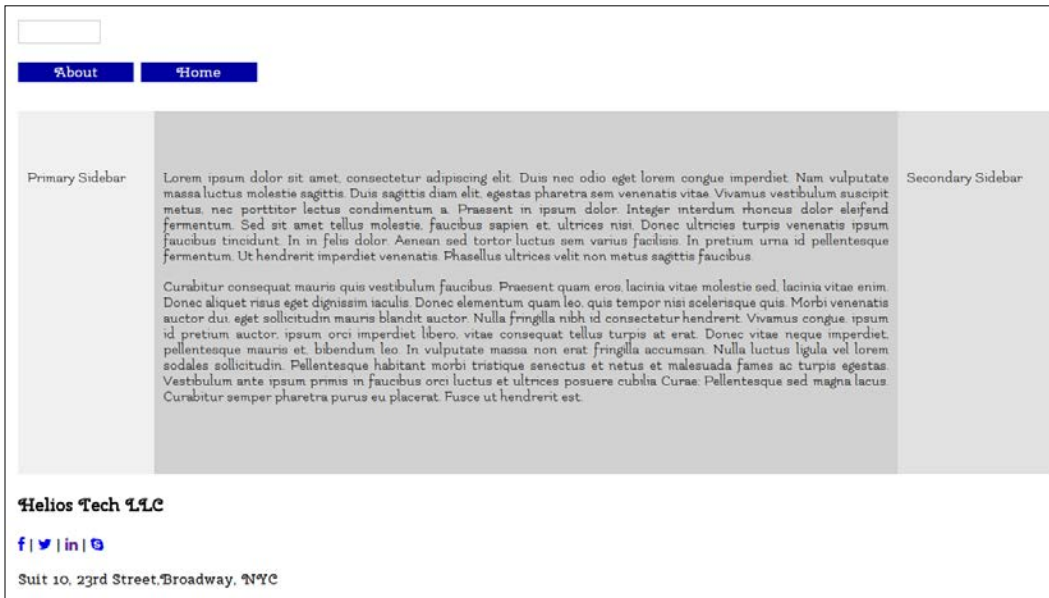 About Home
Primary Sidebar
Lorem ipsum dolor sit amet, consectetur adipiscing elit. Duis nec odio eget lorem congue imperdiet. Nam vulputate
massa luctus molestie sagittis. Duis sagittis diam elit, egestas pharetra sem venenatis vitae. Vivamus vestibulum suscipit
metus, nec porttitor lectus condimentum a. Praesent in ipsum dolor. Integer interdum rhoncus dolor eleifend
fermentum. Sed sit amet tellus molestie, faucibus sapien et, ultrices nisi. Donec ultricies turpis venenatis ipsum
faucibus tincidunt. In in felis dolor. Aenean sed tortor luctus sem varius facilisis. In pretium urna id pellentesque
fermentum. Ut hendrerit imperdiet venenatis. Phasellus ultrices velit non metus sagittis faucibus.
Curabitur consequat mauris quis vestibulum faucibus. Praesent quam eros, lacinia vitae molestie sed, lacinia vitae enim.
Donec aliquet risus eget dignissim iaculis. Donec elementum quam leo, quis tempor nisi scelerisque quis. Morbi venenatis
auctor dui, eget sollicitudin mauris blandit auctor. Nulla fringilla nibh id consectetur hendrerit. Vivamus congue, ipsum
id pretium auctor, ipsum orci imperdiet libero, vitae consequat tellus turpis at erat. Donec vitae neque imperdiet,
pellentesque mauris et, bibendum leo. In vulputate massa non erat fringilla accumsan. Nulla luctus ligula vel lorem
sodales sollicitudin. Pellentesque habitant morbi tristique senectus et netus et malesuada fames ac turpis egestas.
Vestibulum ante ipsum primis in faucibus orci luctus et ultrices posuere cubilia Curae; Pellentesque sed magna lacus.
Curabitur semper pharetra purus eu placerat. Fusce ut hendrerit est.
Secondary Sidebar
Helios Tech LLC
f | | in |
Suit 10, 23rd Street,Broadway, NYC